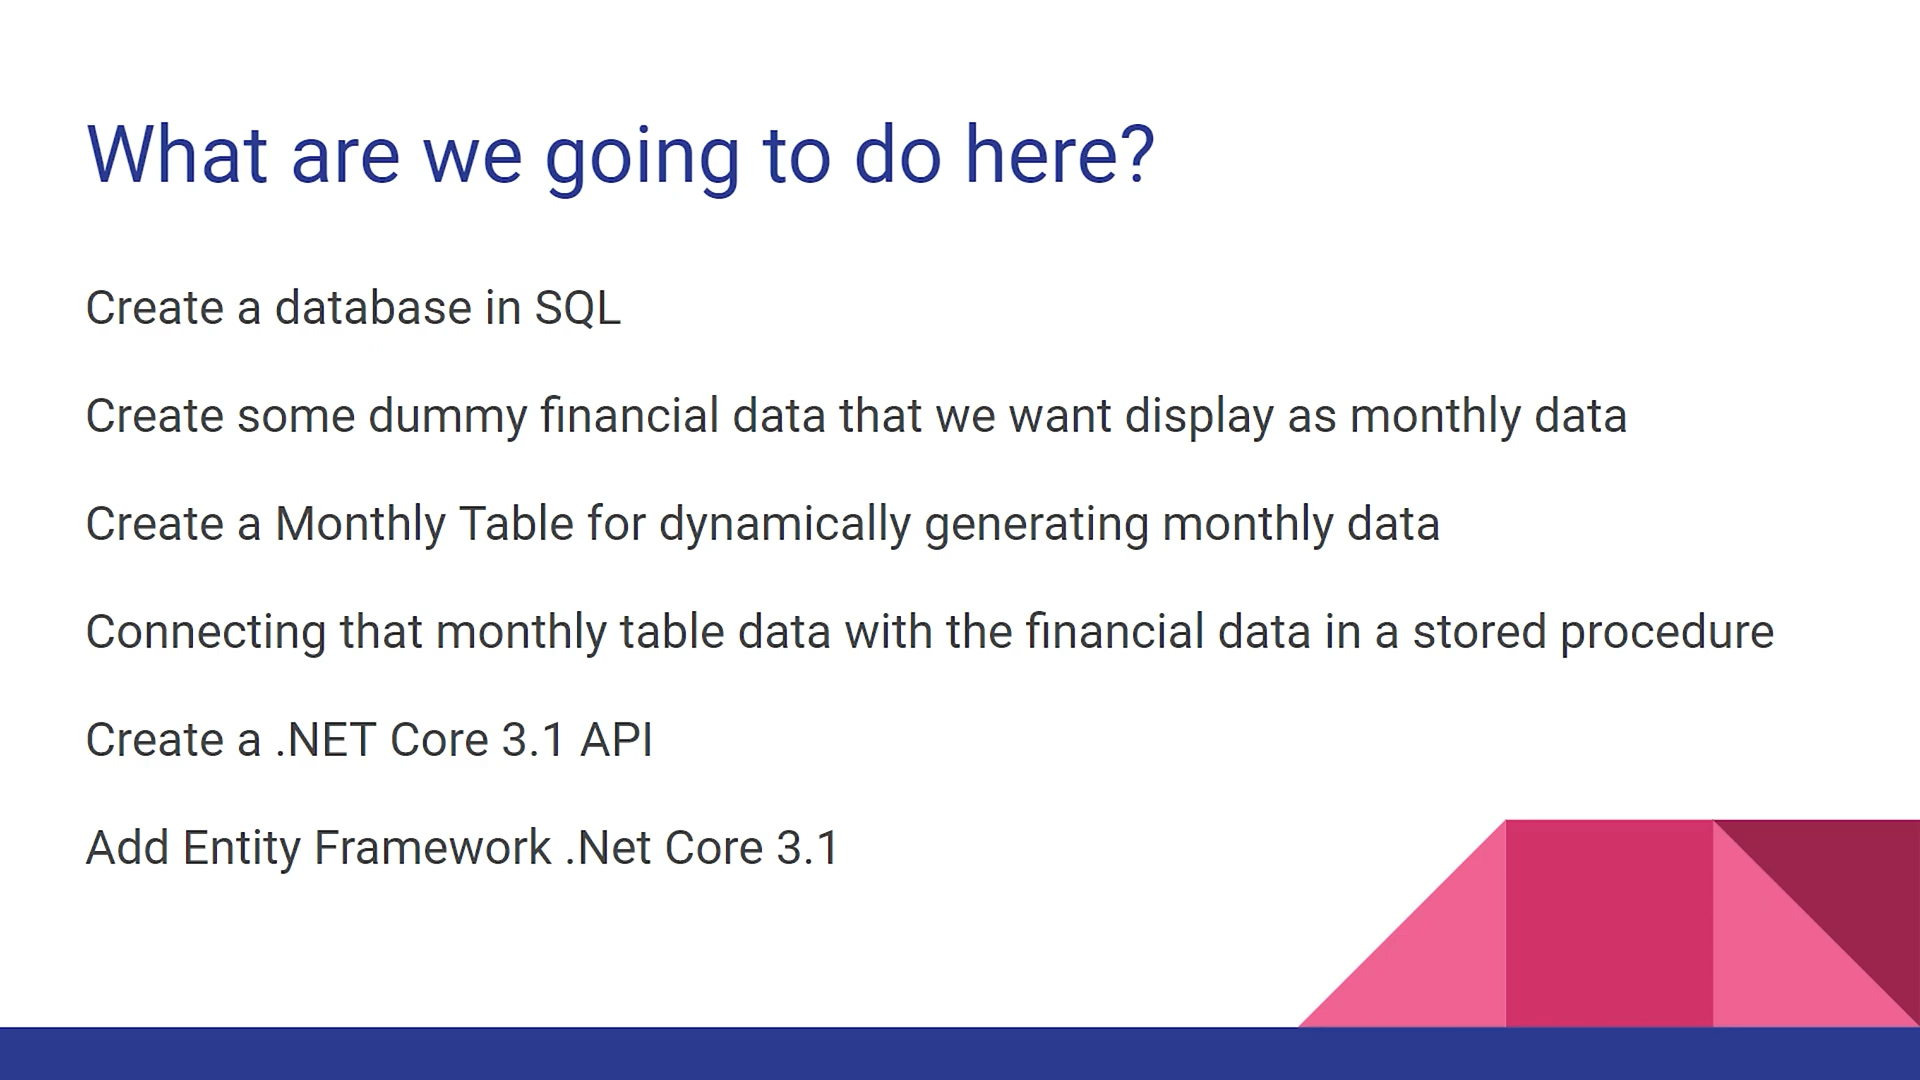 What are we going to do here?
Create a database in SQL
Create some dummy financial data that we want display as monthly data
Create a Monthly Table for dynamically generating monthly data
Connecting that monthly table data with the financial data in a stored procedure
Create a .NET Core 3.1 API
Add Entity Framework .Net Core 3.1